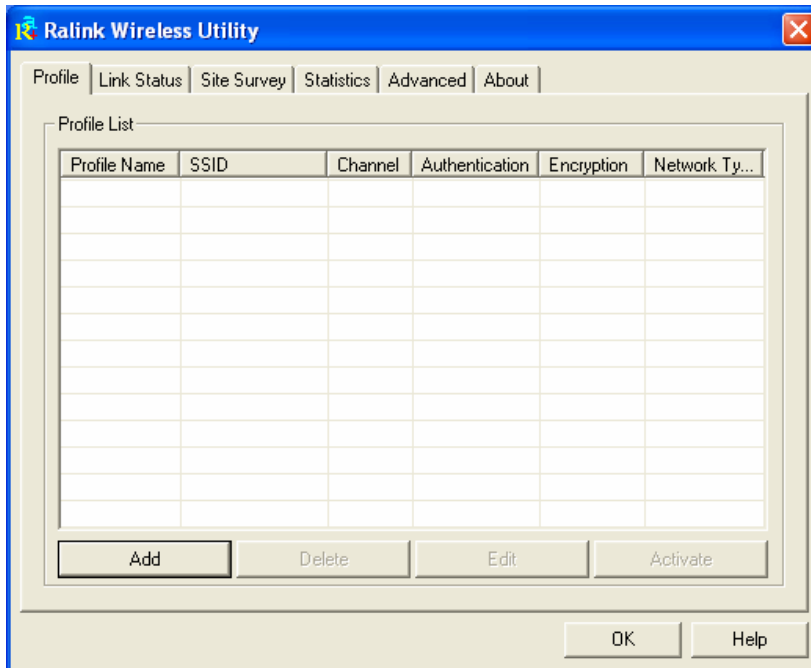 Ralink Wireless Utility
Profile Link Status Site Survey Statistics Advanced About
Profile List
Profile Name SSID Channel Authentication Encryption Network Ty...
Add Delete Edit Activate
OK Help